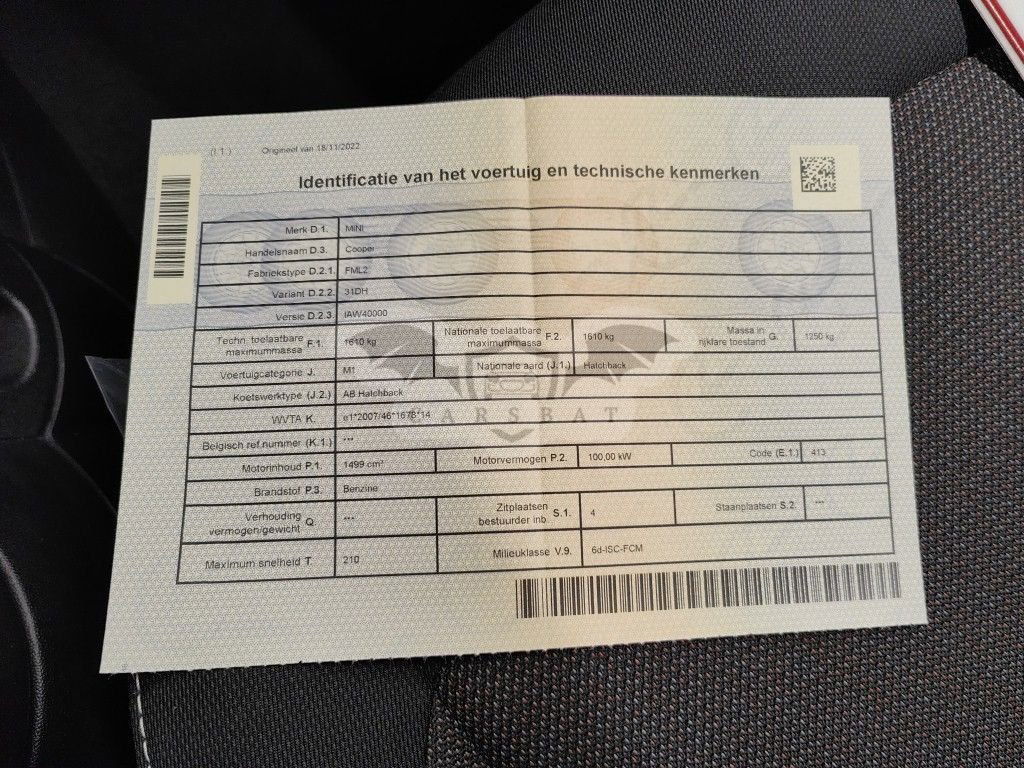 (I.1.) Origineel van 18/11/2022
Identificatie van het voertuig en technische kenmerken
Merk D.1. MINI
Handelsnaam D.3. Cooper
Fabriekstype D.2.1. FML2
Variant D.2.2. 31DH
Versie D.2.3. IAW40000
Techn. toelaatbare maximummassa F.1. 1610 kg Nationale toelaatbare maximummassa F.2. 1610 kg Massa in rijklare toestand G. 1250 kg
Voertuigcategorie J. M1 Nationale aard (J.1.) Hatchback
Koetswerktype (J.2.) AB Hatchback
WVTA K. e1*2007/46*1678*14
CARSBAT
Belgisch ref.nummer (K.1.) ---
Motorinhoud P.1. 1499 cm³ Motorvermogen P.2. 100,00 kW Code (E.1.) 413
Brandstof P.3. Benzine
Verhouding vermogen/gewicht Q --- Zitplaatsen bestuurder inb. S.1. 4 Staanplaatsen S.2. ---
Maximum snelheid T. 210 Milieuklasse V.9. 6d-ISC-FCM